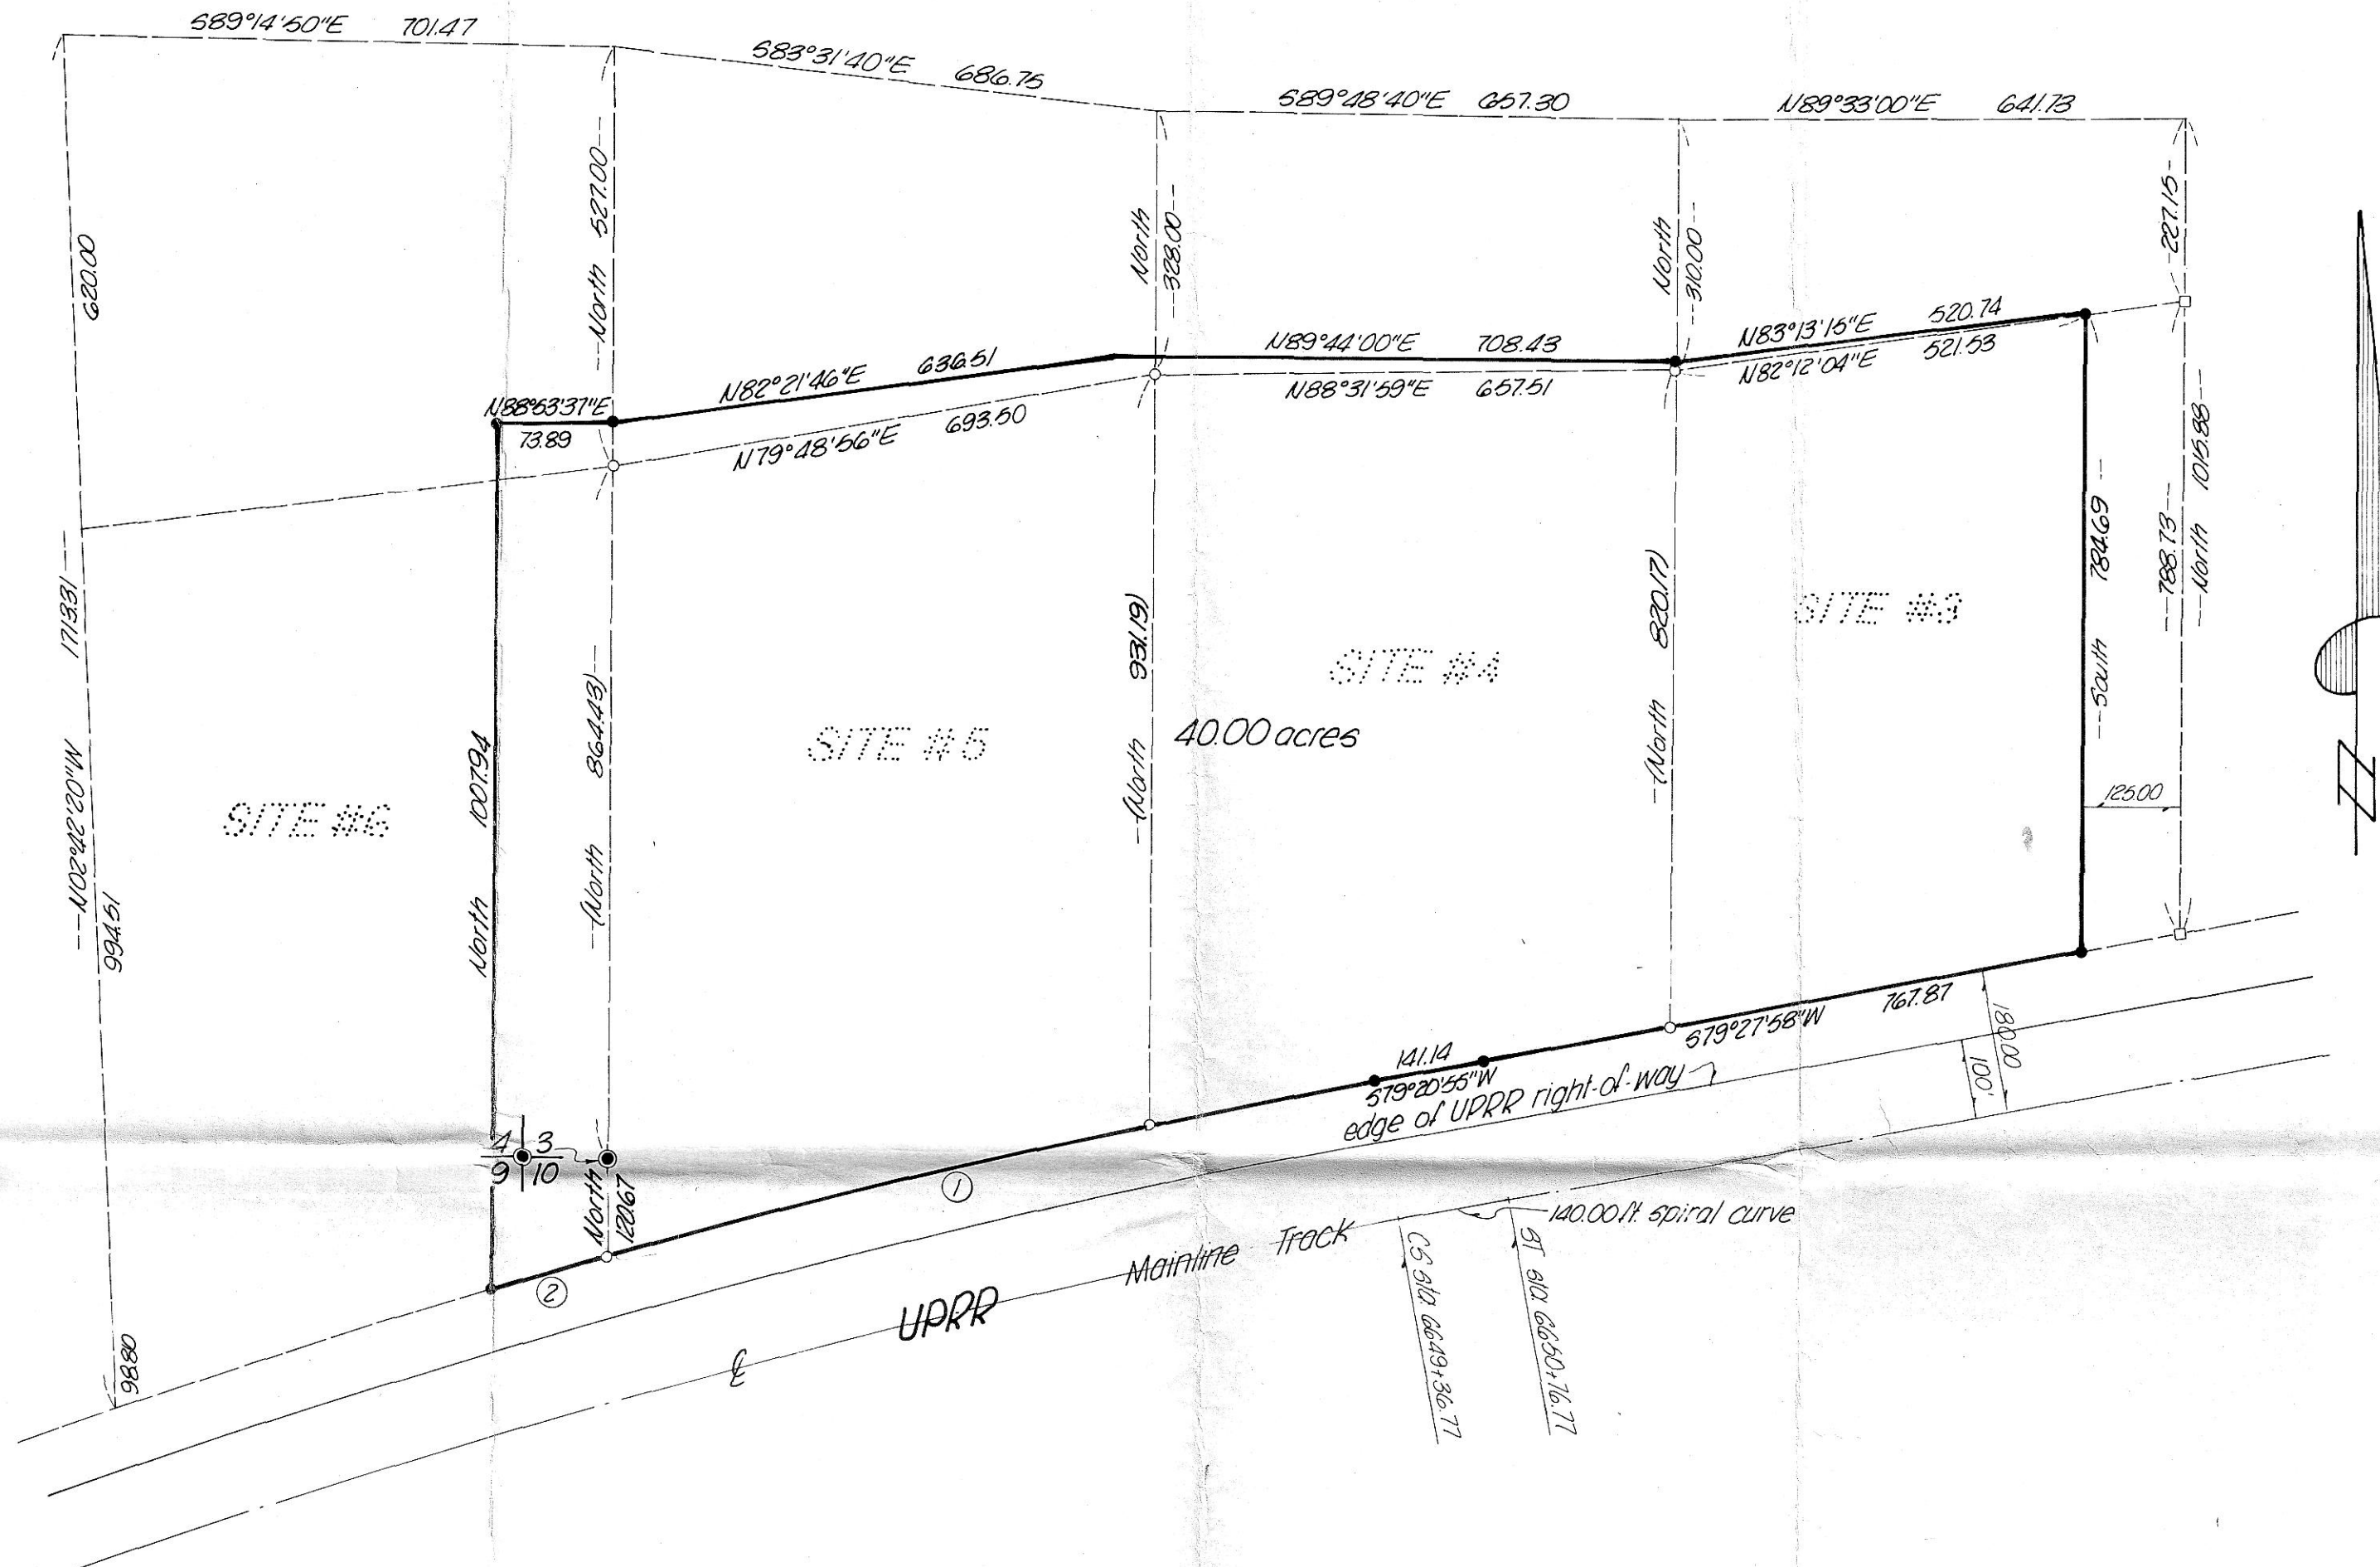 S89°14'50"E 701.47
S83°31'40"E 686.75
S89°48'40"E 657.30
N89°33'00"E 641.73
620.00
North 527.00
North 328.00
North 310.00
227.15
N88°53'37"E
73.89
N82°21'46"E 636.51
N79°48'56"E 693.50
N89°44'00"E 708.43
N88°31'59"E 657.51
N83°13'15"E 520.74
N82°12'04"E 521.53
1713.31
N02°22'20"W
994.51
98.80
North 1007.94
(North 864.43)
(North 931.19)
(North 820.17)
South 784.69
788.73
North 1015.88
125.00
SITE #3
SITE #4
SITE #5
SITE #6
40.00 acres
N
4 3
9 10
North
120.67
1
2
141.14
S79°20'55"W
S79°27'58"W 767.87
edge of UPRR right-of-way
180.00
100'
140.00 ft. spiral curve
Mainline Track
UPRR
CS sta. 6649+36.77
ST sta. 6650+76.77